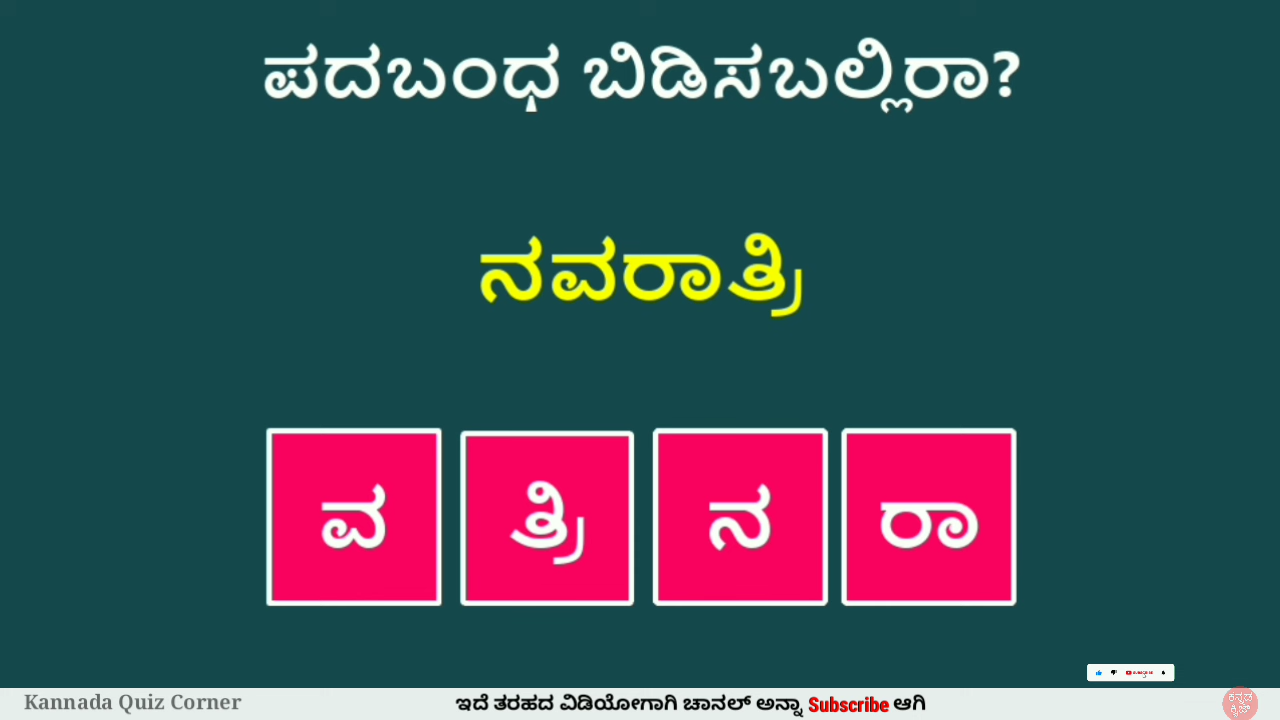 ಪದಬಂಧ ಬಿಡಿಸಬಲ್ಲಿರಾ?
ನವರಾತ್ರಿ
ವ ತ್ರಿ ನ ರಾ
Kannada Quiz Corner
ಇದೆ ತರಹದ ವಿಡಿಯೋಗಾಗಿ ಚಾನಲ್ ಅನ್ನಾ Subscribe ಆಗಿ